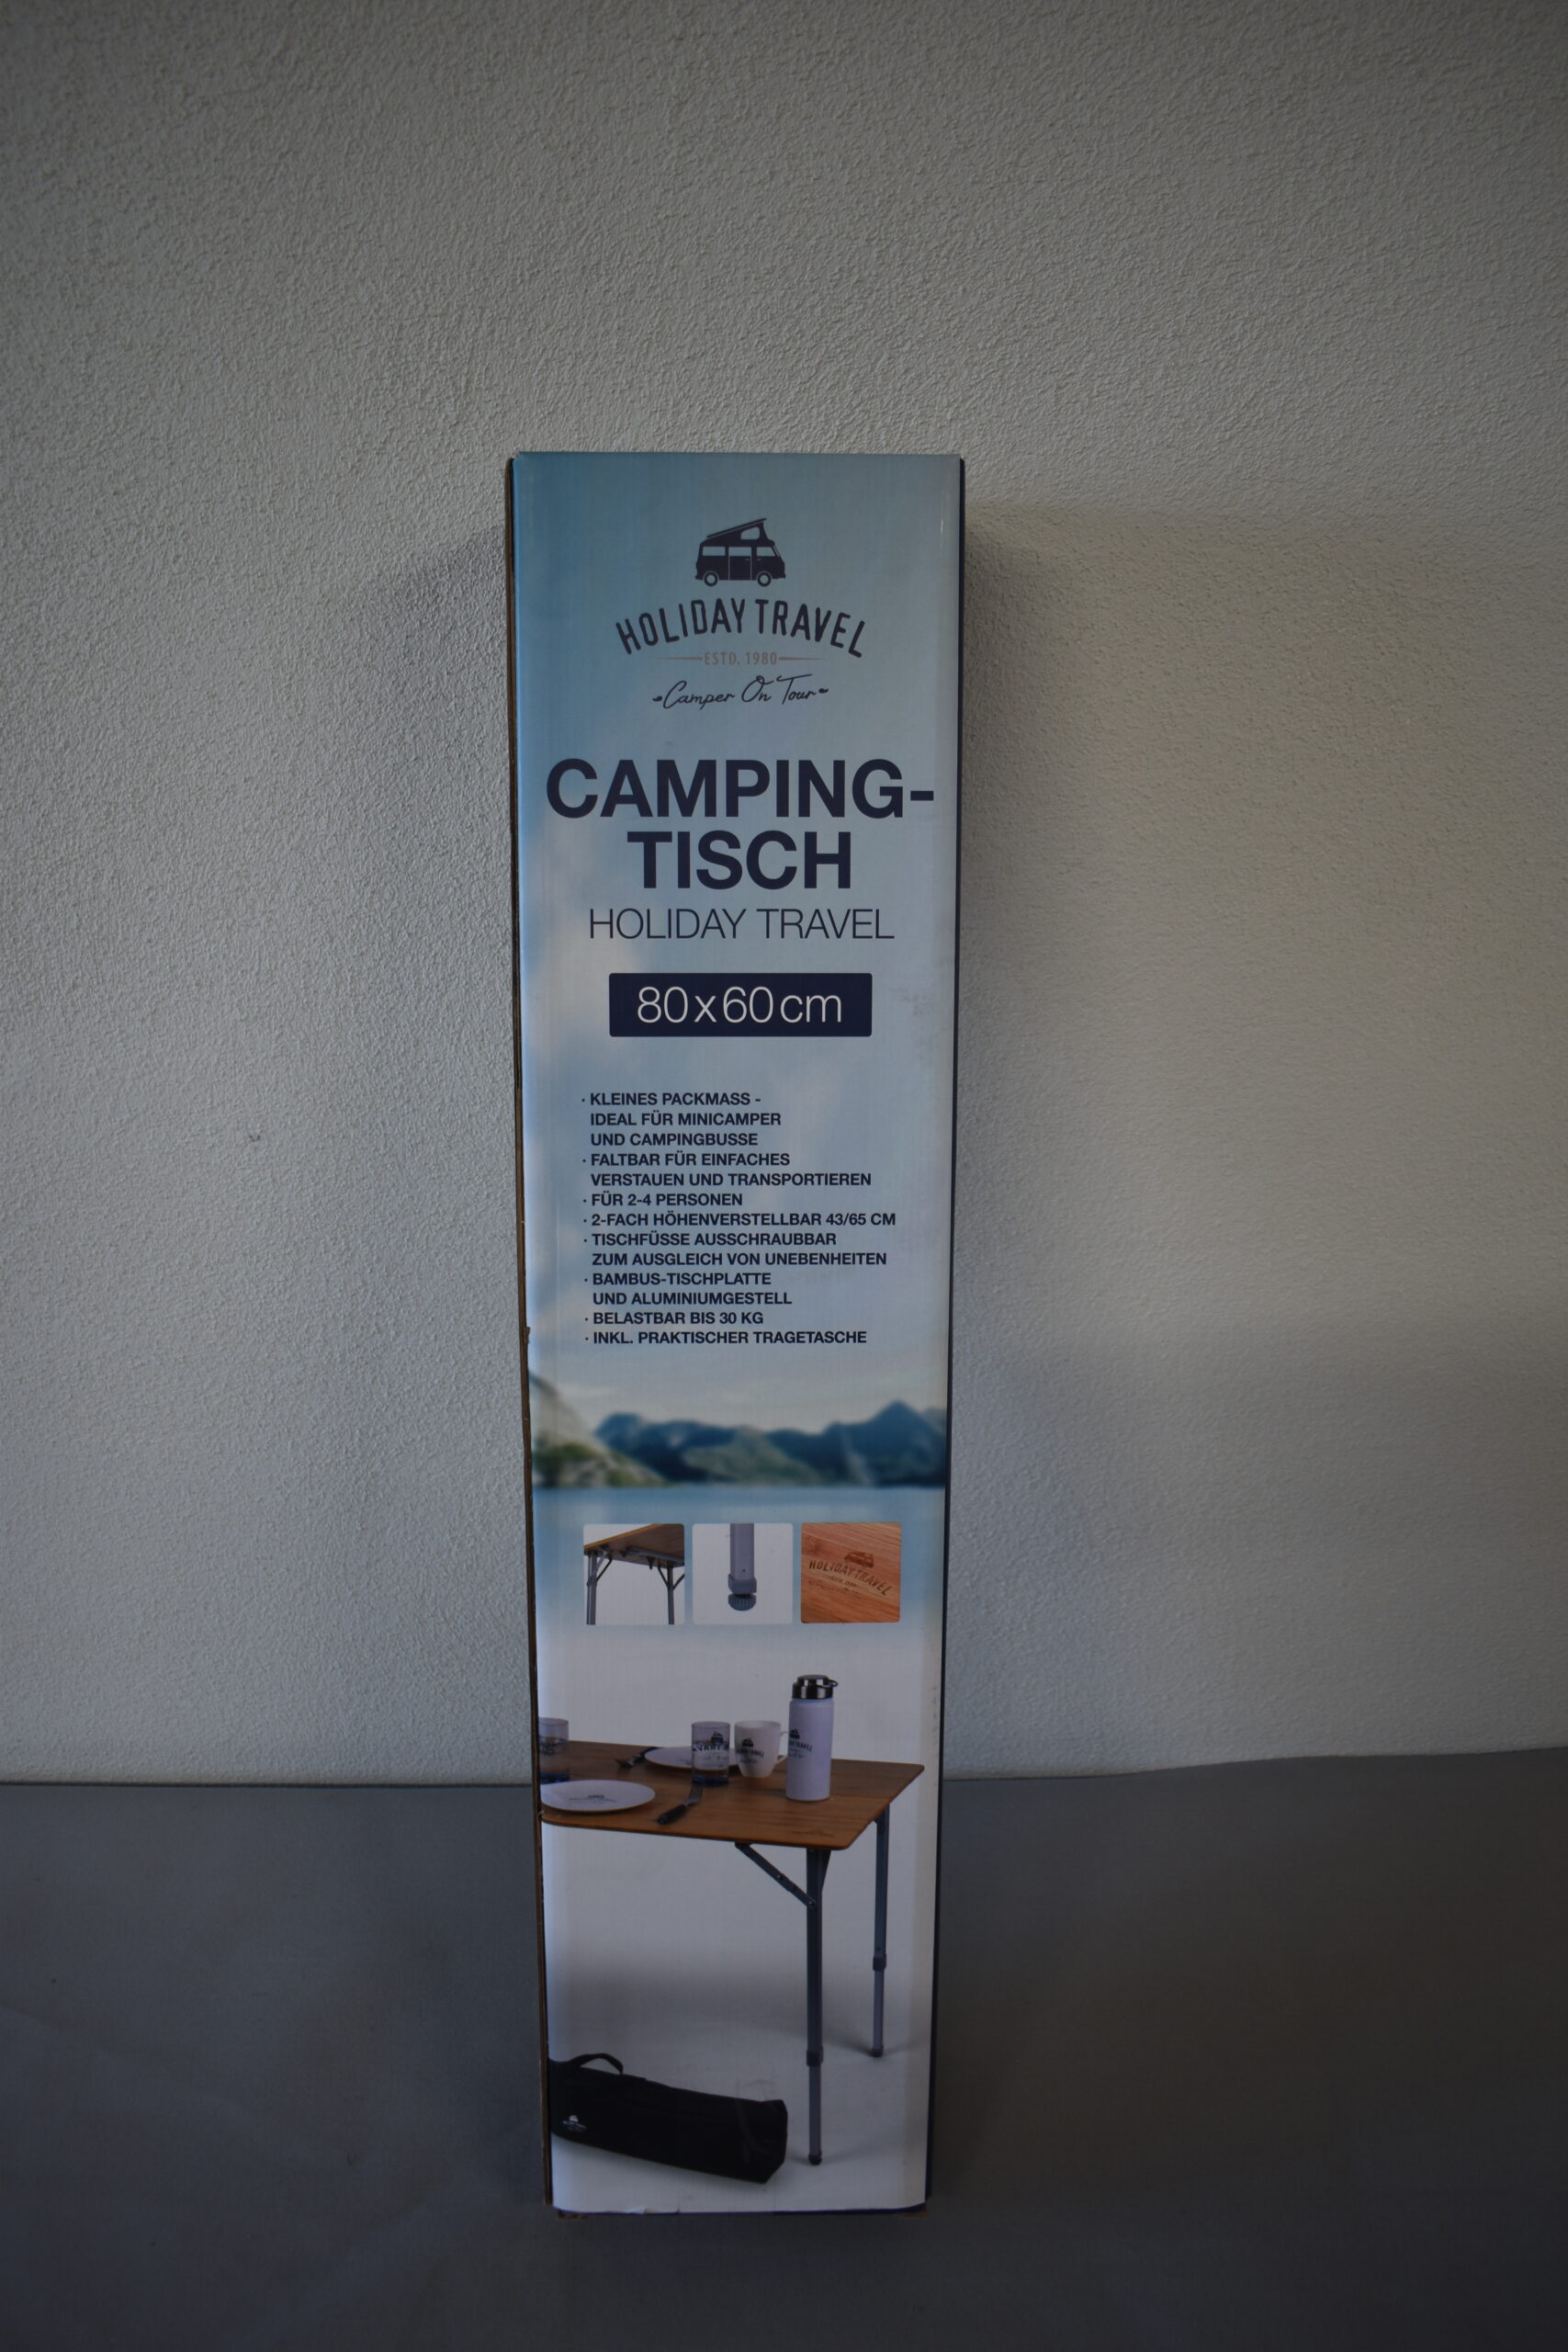 HOLIDAY TRAVEL
ESTD. 1980
Camper On Tour
CAMPING-
TISCH
HOLIDAY TRAVEL
80x60cm
· KLEINES PACKMASS -
IDEAL FÜR MINICAMPER
UND CAMPINGBUSSE
· FALTBAR FÜR EINFACHES
VERSTAUEN UND TRANSPORTIEREN
· FÜR 2-4 PERSONEN
· 2-FACH HÖHENVERSTELLBAR 43/65 CM
· TISCHFÜSSE AUSSCHRAUBBAR
ZUM AUSGLEICH VON UNEBENHEITEN
· BAMBUS-TISCHPLATTE
UND ALUMINIUMGESTELL
· BELASTBAR BIS 30 KG
· INKL. PRAKTISCHER TRAGETASCHE
HOLIDAY TRAVEL